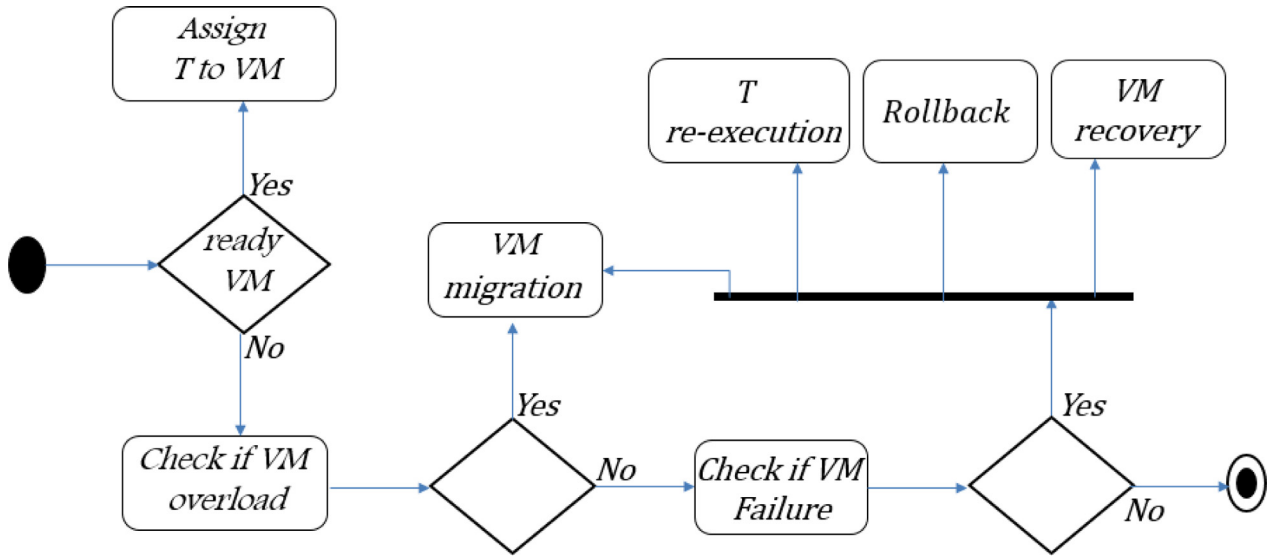 Assign
T to VM
Yes
ready
VM
No
Check if VM
overload
VM
migration
Yes
No
Check if VM
Failure
T
re-execution
Rollback
VM
recovery
Yes
No